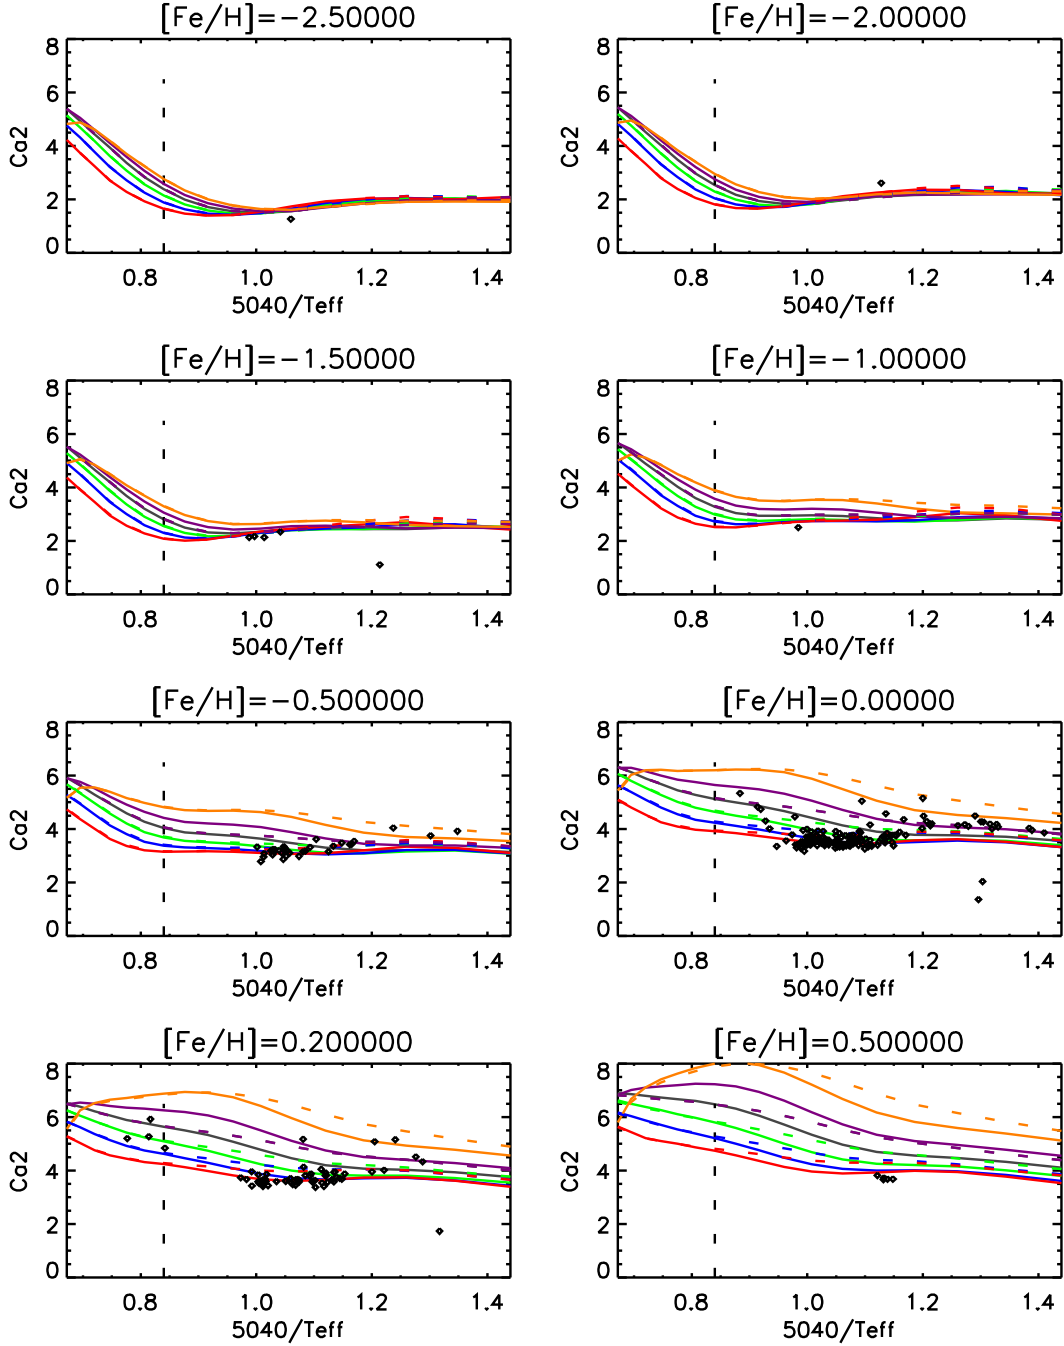 [Fe/H]=−2.50000
8
6
4
2
0
Ca2
0.8 1.0 1.2 1.4
5040/Teff
[Fe/H]=−2.00000
8
6
4
2
0
Ca2
0.8 1.0 1.2 1.4
5040/Teff
[Fe/H]=−1.50000
8
6
4
2
0
Ca2
0.8 1.0 1.2 1.4
5040/Teff
[Fe/H]=−1.00000
8
6
4
2
0
Ca2
0.8 1.0 1.2 1.4
5040/Teff
[Fe/H]=−0.500000
8
6
4
2
0
Ca2
0.8 1.0 1.2 1.4
5040/Teff
[Fe/H]=0.00000
8
6
4
2
0
Ca2
0.8 1.0 1.2 1.4
5040/Teff
[Fe/H]=0.200000
8
6
4
2
0
Ca2
0.8 1.0 1.2 1.4
5040/Teff
[Fe/H]=0.500000
8
6
4
2
0
Ca2
0.8 1.0 1.2 1.4
5040/Teff